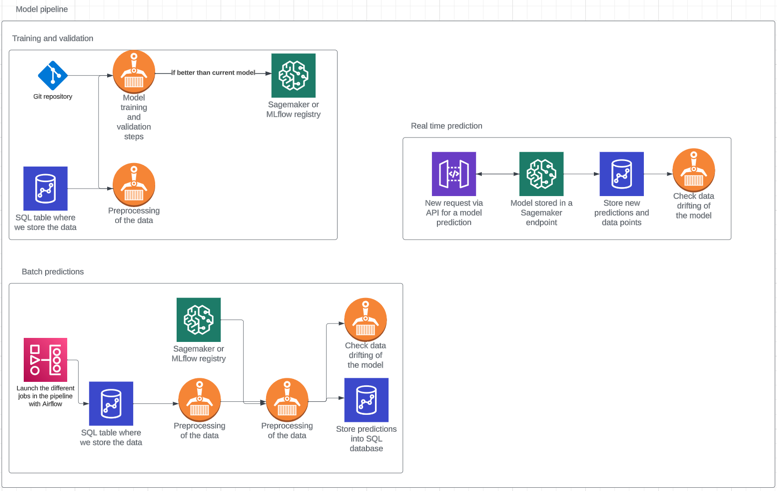 Model pipeline
Training and validation
if better than current model
Git repository
Model
training
and
validation
steps
Sagemaker or
MLflow registry
SQL table where
we store the data
Preprocessing
of the data
Real time prediction
New request via
API for a model
prediction
Model stored in a
Sagemaker
endpoint
Store new
predictions and
data points
Check data
drifting of
the model
Batch predictions
Sagemaker or
MLflow registry
Check data
drifting of
the model
Launch the different
jobs in the pipeline
with Airflow
SQL table where
we store the data
Preprocessing
of the data
Preprocessing
of the data
Store predictions
into SQL
database